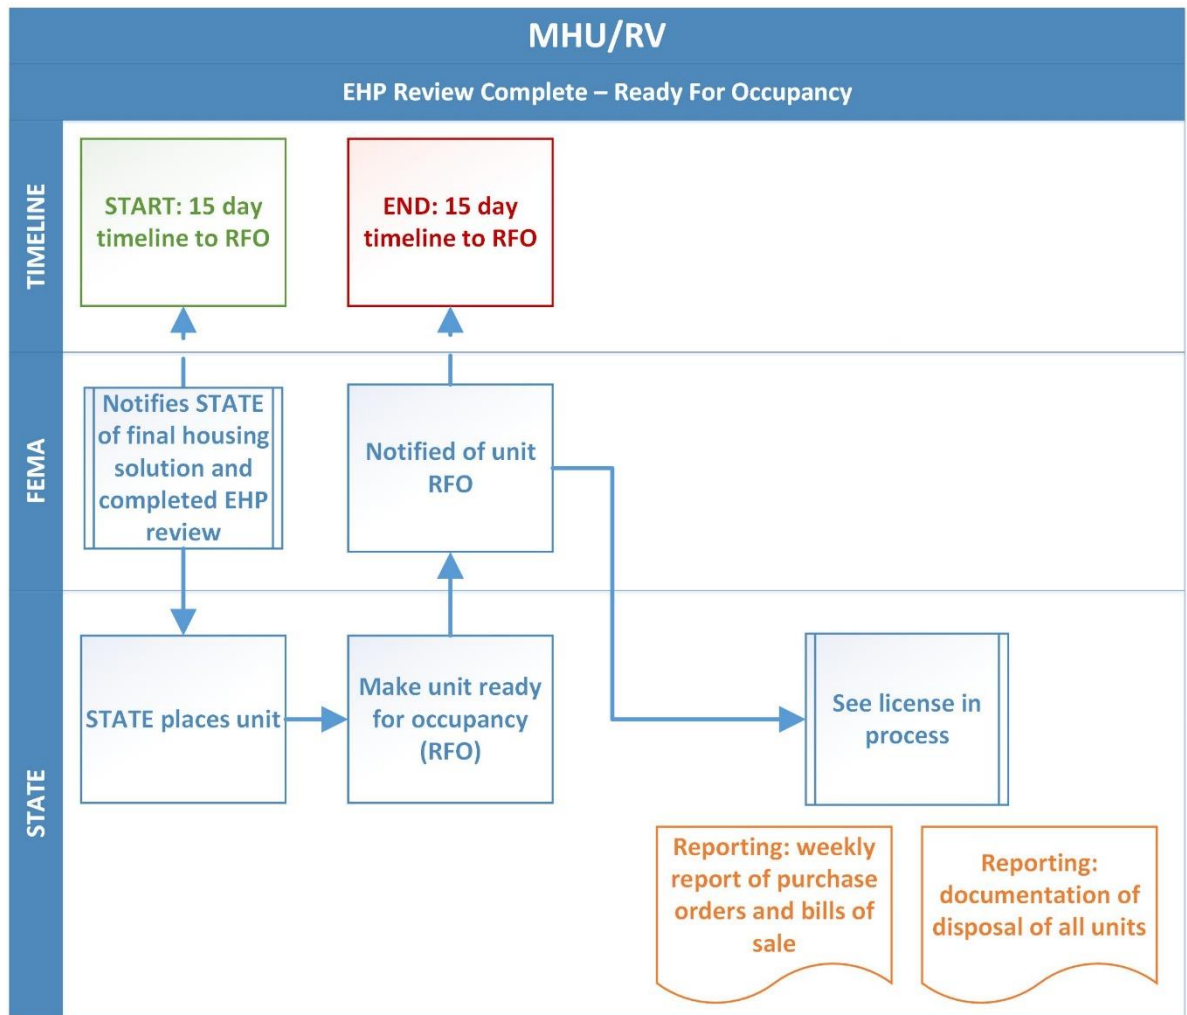 MHU/RV
EHP Review Complete – Ready For Occupancy
TIMELINE
START: 15 day
timeline to RFO
END: 15 day
timeline to RFO
FEMA
Notifies STATE
of final housing
solution and
completed EHP
review
Notified of unit
RFO
STATE
STATE places unit
Make unit ready
for occupancy
(RFO)
See license in
process
Reporting: weekly
report of purchase
orders and bills of
sale
Reporting:
documentation of
disposal of all units